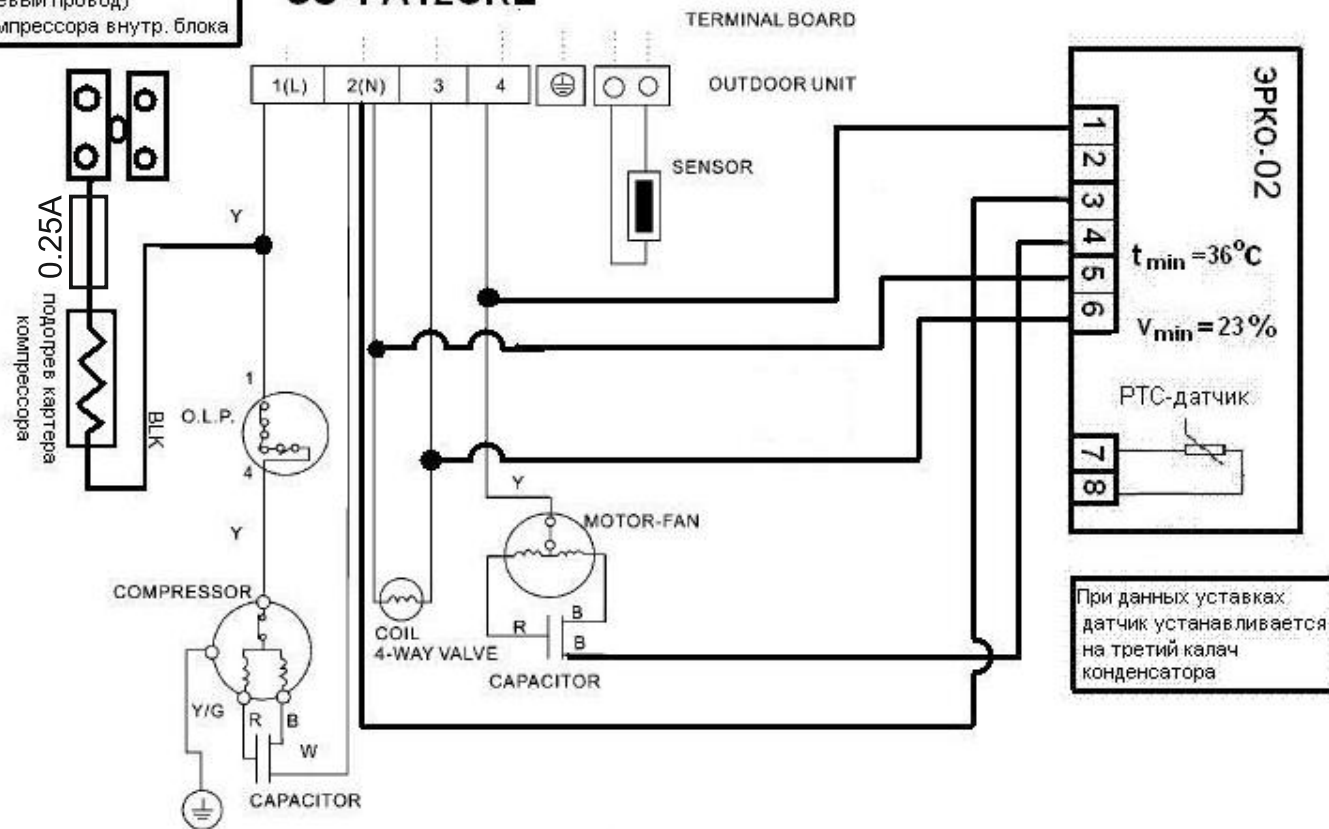 компрессора внутр. блока
TERMINAL BOARD
1(L) 2(N) 3 4
OUTDOOR UNIT
SENSOR
ЭРКО-02
1
2
3
4
5
6
t min =36°C
v min =23%
РТС-датчик
7
8
0.25A
подогрев картера
компрессора
BLK
Y
1
O.L.P.
4
Y
Y
MOTOR-FAN
COMPRESSOR
COIL
4-WAY VALVE
R
B
B
CAPACITOR
Y/G
R
B
W
CAPACITOR
При данных уставках
датчик устанавливается
на третий калач
конденсатора